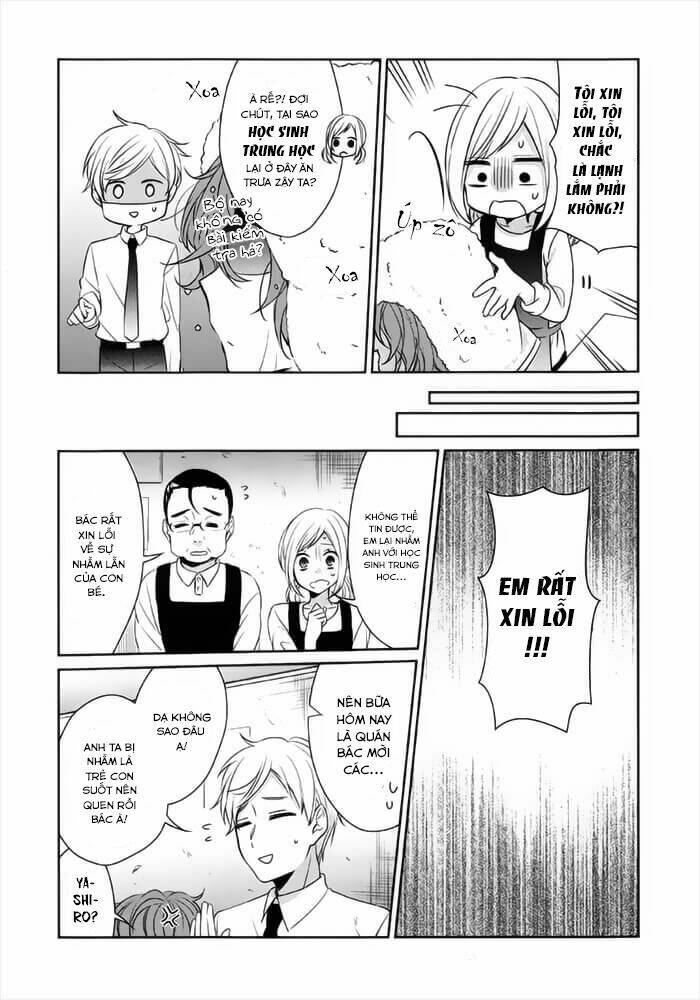 TÔI XIN
LỖI, TÔI
XIN LỖI,
CHẮC
LÀ LẠNH
LẮM PHẢI
KHÔNG?!
ÚP ZÔ
XOA
À RỄ?! ĐỢI
CHÚT, TẠI SAO
HỌC SINH
TRUNG HỌC
LẠI Ở ĐÂY ĂN
TRƯA ZẬY TA?
XOA
BỘ NAY
KHÔNG CÓ
BÀI KIỂM
TRA HẢ?
XOA
EM RẤT
XIN LỖI
!!!
KHÔNG THỂ
TIN ĐƯỢC,
EM LẠI NHẦM
ANH VỚI HỌC
SINH TRUNG
HỌC...
BÁC RẤT
XIN LỖI
VỀ SỰ
NHẦM LẪN
CỦA CON
BÉ.
NÊN BỮA
HÔM NAY
LÀ QUÁN
BÁC MỜI
CÁC...
DẠ KHÔNG
SAO ĐÂU
Ạ!
ANH TA BỊ
NHẦM LÀ
TRẺ CON
SUỐT NÊN
QUEN RỒI
BÁC À!
YA-
SHI-
RO?